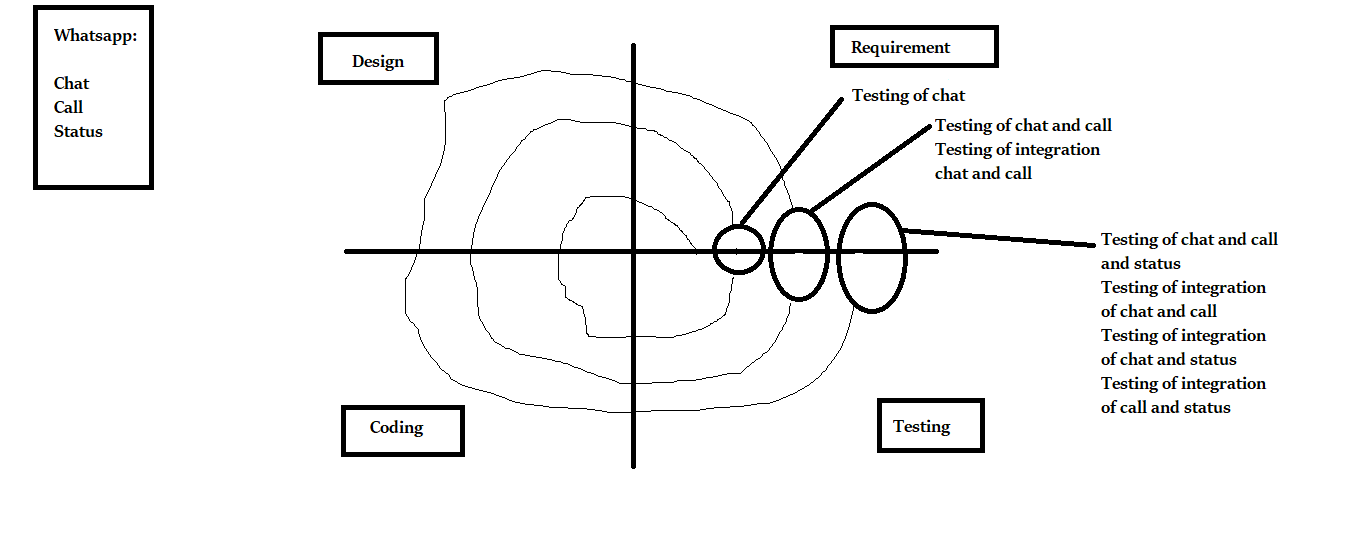 Whatsapp:
Chat
Call
Status
Design
Requirement
Testing of chat
Testing of chat and call
Testing of integration
chat and call
Testing of chat and call
and status
Testing of integration
of chat and call
Testing of integration
of chat and status
Testing of integration
of call and status
Coding
Testing